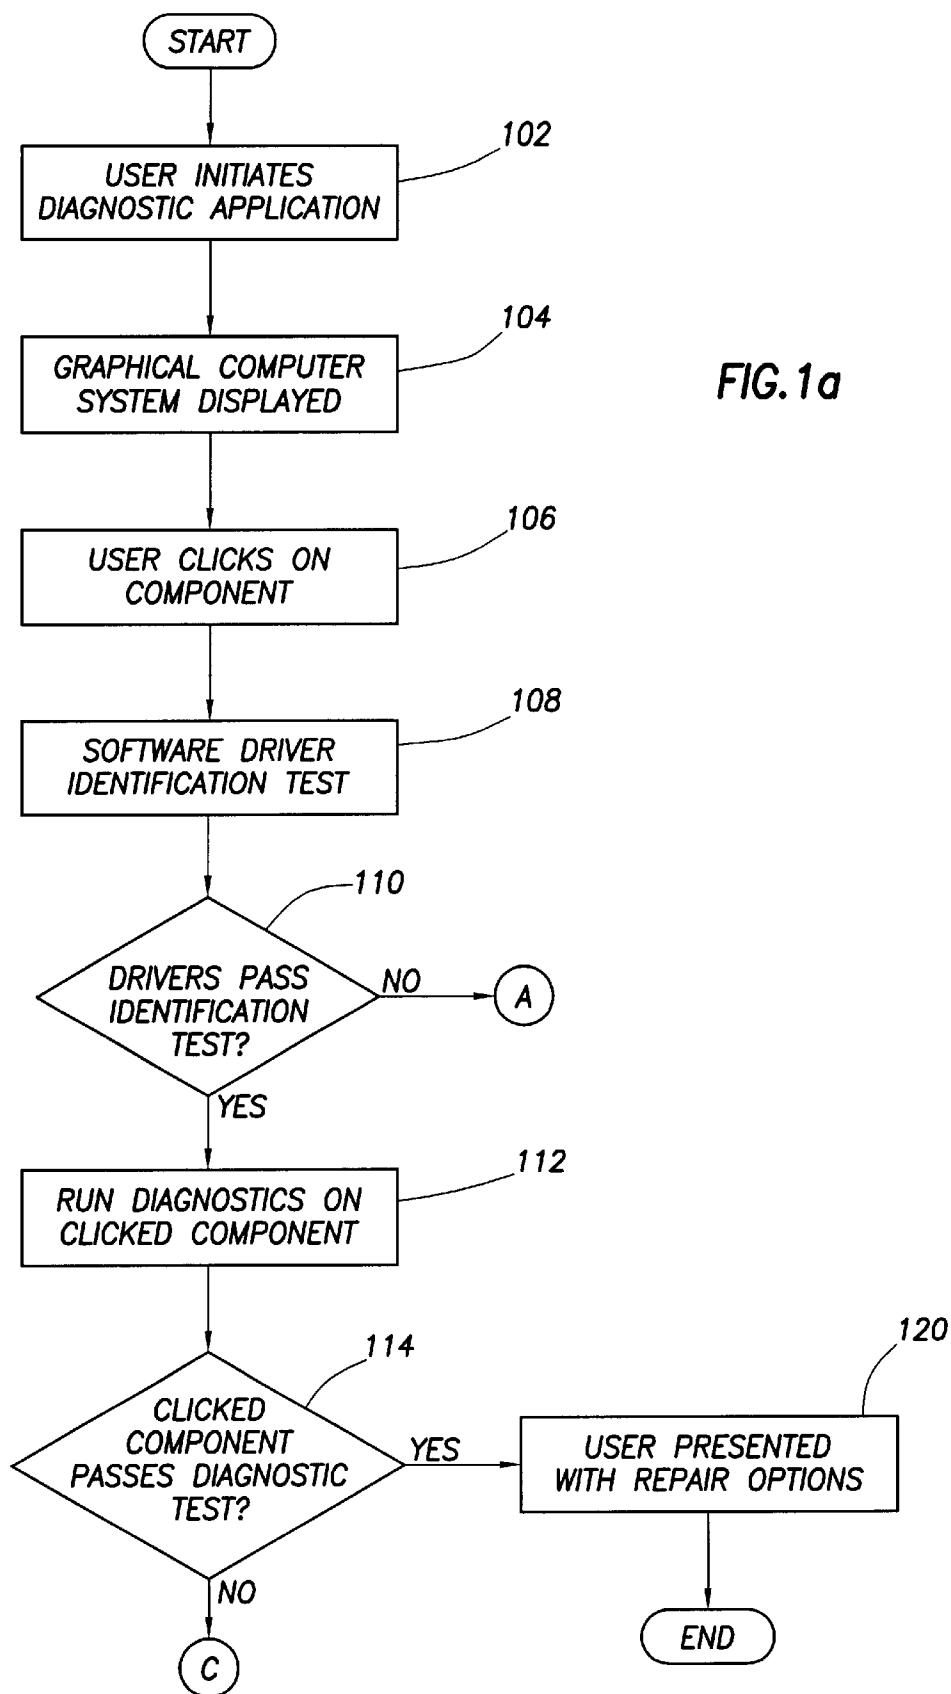 START
102
USER INITIATES
DIAGNOSTIC APPLICATION
104
GRAPHICAL COMPUTER
SYSTEM DISPLAYED
FIG.1a
106
USER CLICKS ON
COMPONENT
108
SOFTWARE DRIVER
IDENTIFICATION TEST
110
DRIVERS PASS
IDENTIFICATION
TEST?
NO
A
YES
112
RUN DIAGNOSTICS ON
CLICKED COMPONENT
114
CLICKED
COMPONENT
PASSES DIAGNOSTIC
TEST?
YES
120
USER PRESENTED
WITH REPAIR OPTIONS
NO
C
END